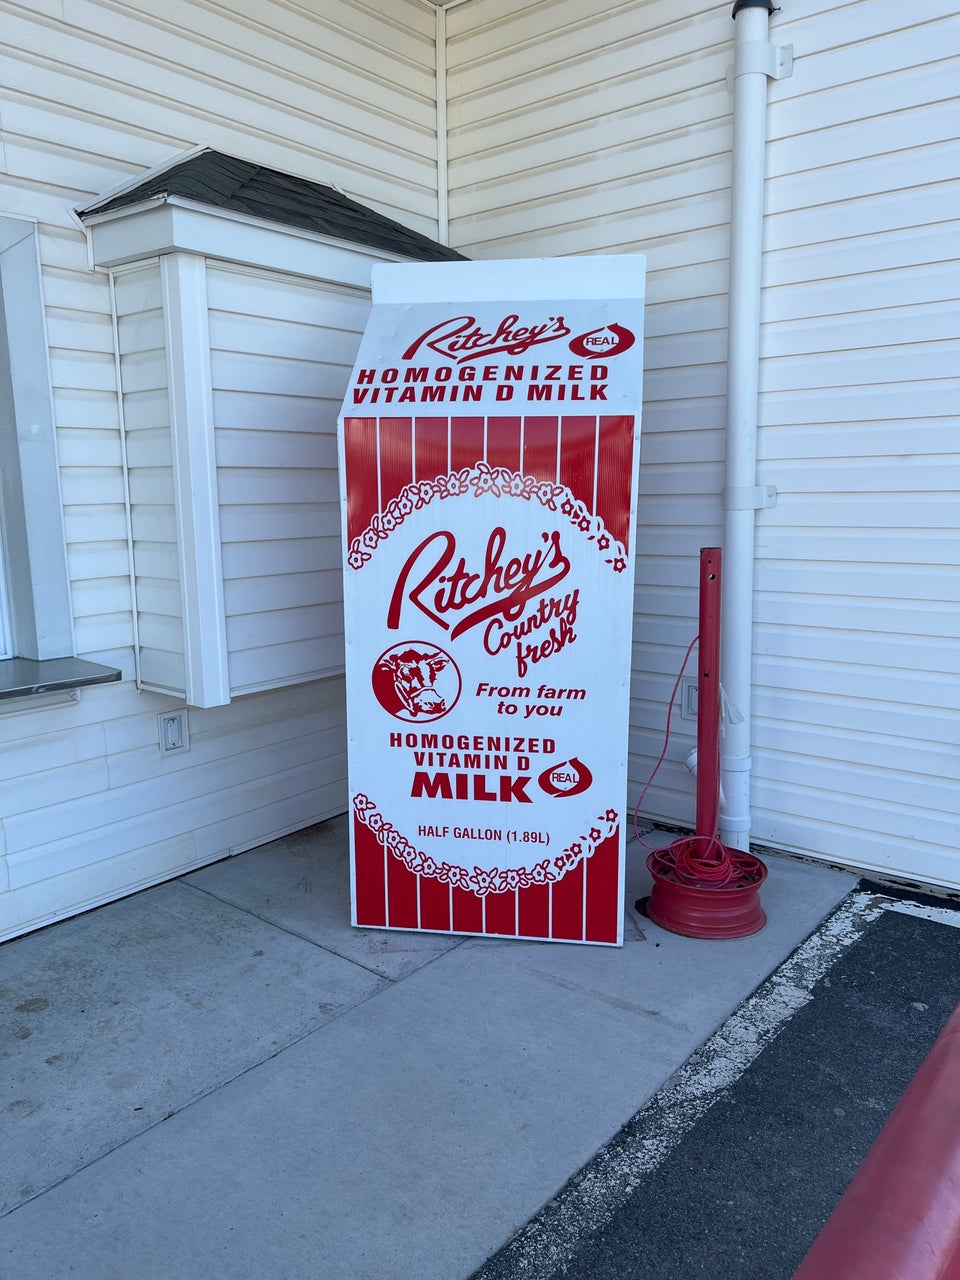 Ritchey's REAL
HOMOGENIZED
VITAMIN D MILK
Ritchey's
Country
fresh
From farm
to you
HOMOGENIZED
VITAMIN D
MILK REAL
HALF GALLON (1.89L)